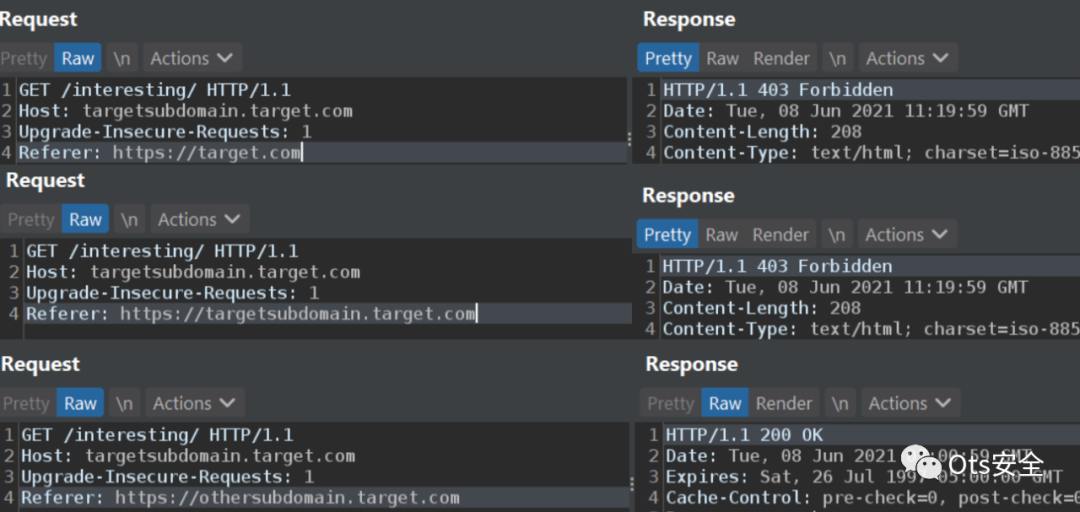 Request
Pretty Raw \n Actions
1 GET /interesting/ HTTP/1.1
2 Host: targetsubdomain.target.com
3 Upgrade-Insecure-Requests: 1
4 Referer: https://target.com
Response
Pretty Raw Render \n Actions
1 HTTP/1.1 403 Forbidden
2 Date: Tue, 08 Jun 2021 11:19:59 GMT
3 Content-Length: 208
4 Content-Type: text/html; charset=iso-885
Request
Pretty Raw \n Actions
1 GET /interesting/ HTTP/1.1
2 Host: targetsubdomain.target.com
3 Upgrade-Insecure-Requests: 1
4 Referer: https://targetsubdomain.target.com
Response
Pretty Raw Render \n Actions
1 HTTP/1.1 403 Forbidden
2 Date: Tue, 08 Jun 2021 11:19:59 GMT
3 Content-Length: 208
4 Content-Type: text/html; charset=iso-885
Request
Pretty Raw \n Actions
1 GET /interesting/ HTTP/1.1
2 Host: targetsubdomain.target.com
3 Upgrade-Insecure-Requests: 1
4 Referer: https://othersubdomain.target.com
Response
Pretty Raw Render \n Actions
1 HTTP/1.1 200 OK
2 Date: Tue, 08 Jun 2021 :59 GMT
3 Expires: Sat, 26 Jul 1997 05:00:00 GMT
4 Cache-Control: pre-check=0, post-check=0
Ots安全